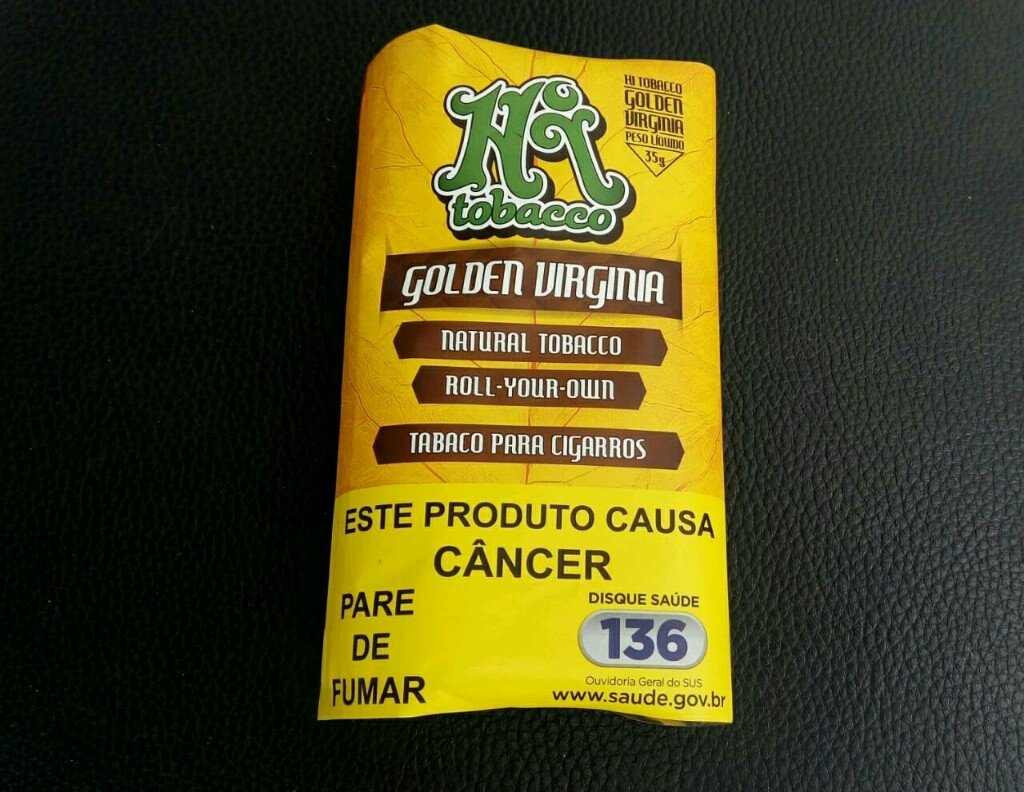 Hi
tobacco
HI TOBACCO
GOLDEN
VIRGINIA
PESO LÍQUIDO
35g
GOLDEN VIRGINIA
NATURAL TOBACCO
ROLL-YOUR-OWN
TABACO PARA CIGARROS
ESTE PRODUTO CAUSA
CÂNCER
PARE
DE
FUMAR
DISQUE SAÚDE
136
Ouvidoria Geral do SUS
www.saude.gov.br